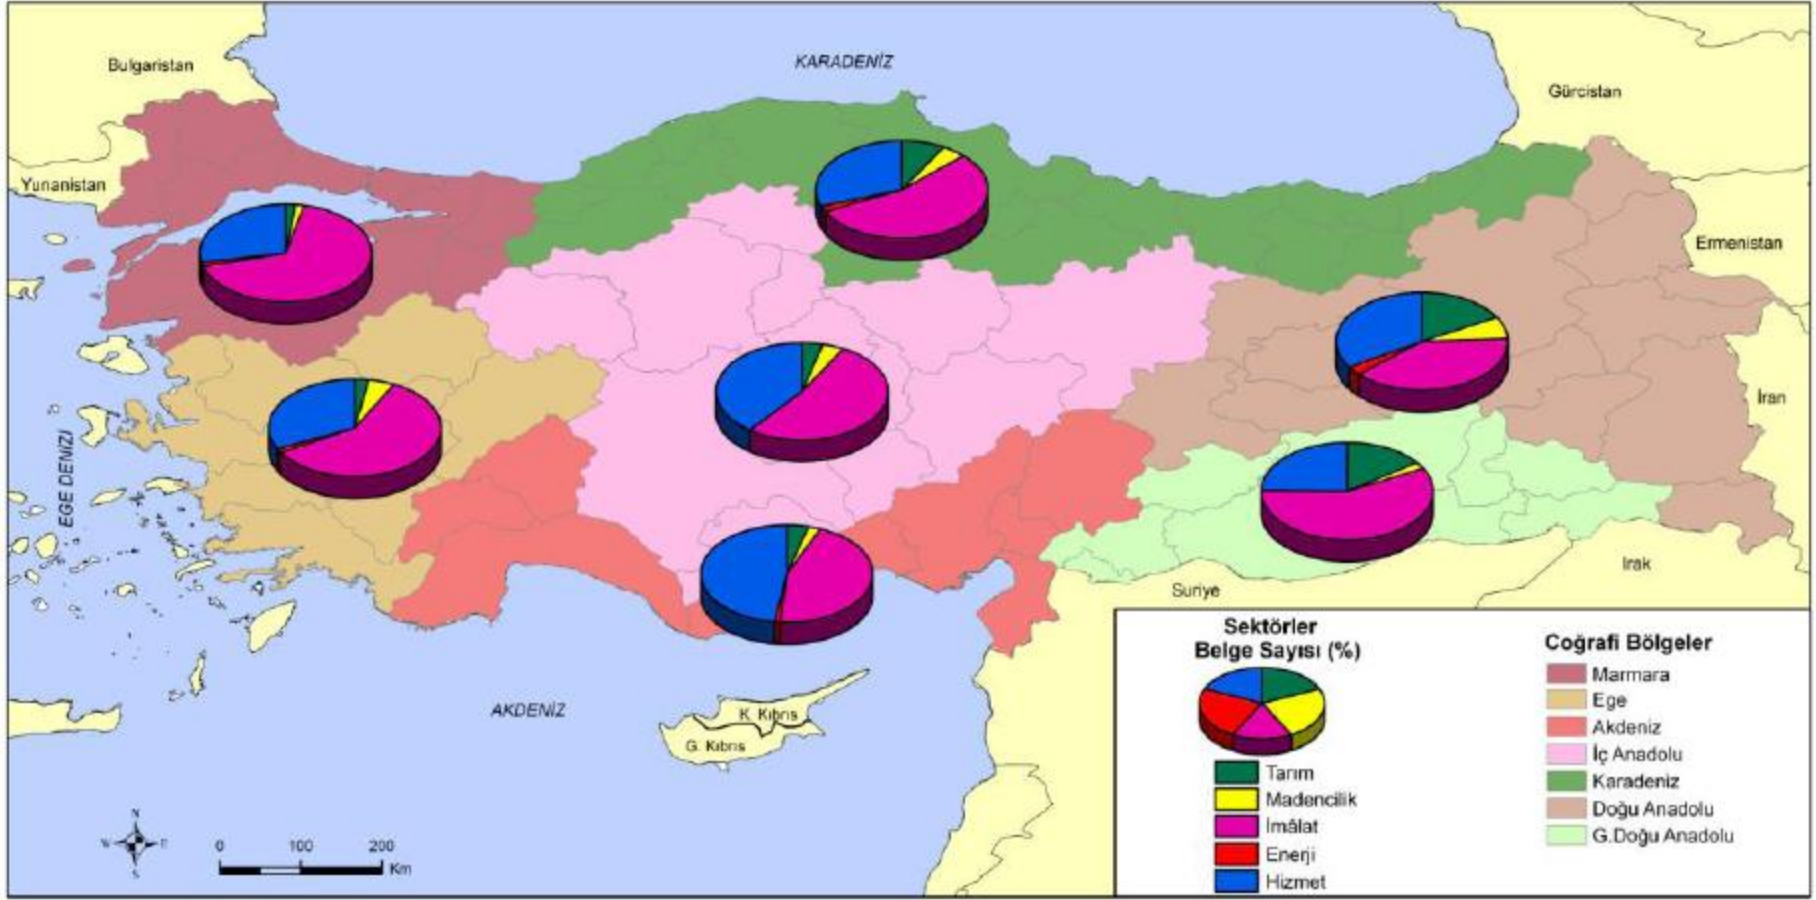 Bulgaristan
KARADENİZ
Gürcistan
Yunanistan
Ermenistan
İran
EGE DENİZİ
Irak
Suriye
AKDENİZ
K. Kıbrıs
G. Kıbrıs
N
W
E
S
0 100 200
Km
Sektörler
Belge Sayısı (%)
Tarım
Madencilik
İmâlat
Enerji
Hizmet
Coğrafi Bölgeler
Marmara
Ege
Akdeniz
İç Anadolu
Karadeniz
Doğu Anadolu
G.Doğu Anadolu